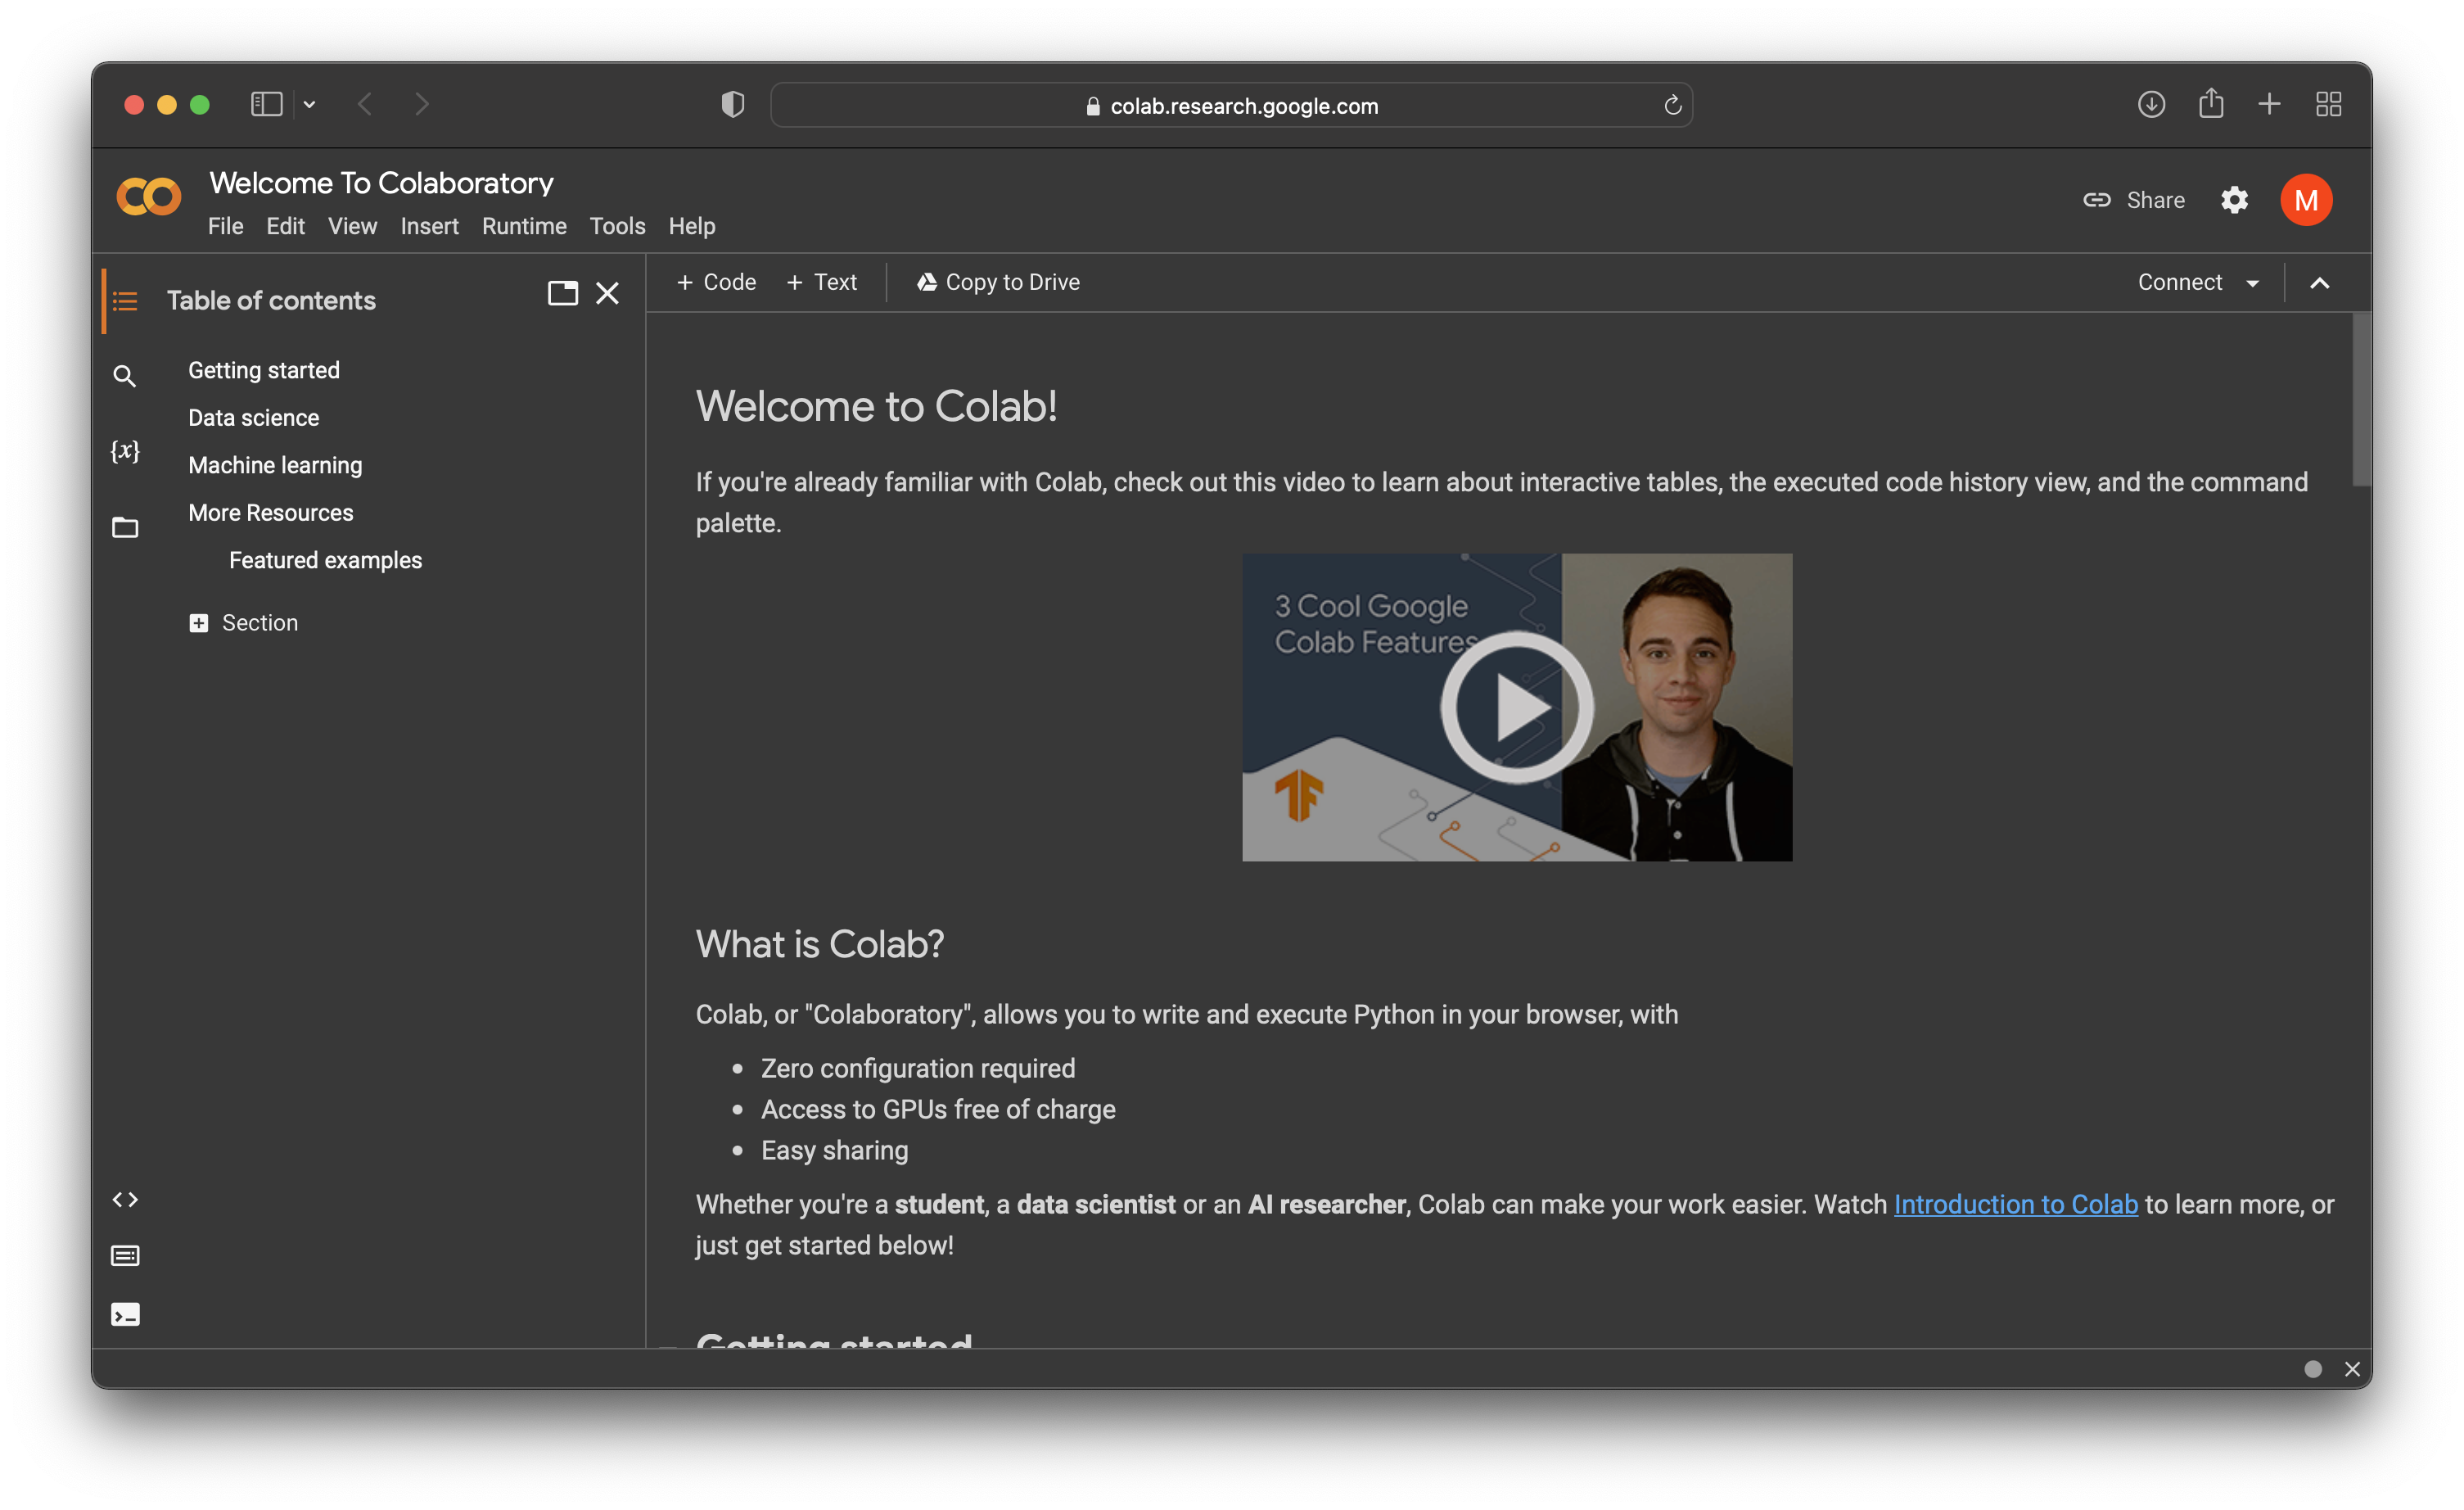 colab.research.google.com
Welcome To Colaboratory
File Edit View Insert Runtime Tools Help
Share
M
Table of contents
+ Code + Text Copy to Drive
Connect
Getting started
Data science
{x}
Machine learning
More Resources
Featured examples
Section
Welcome to Colab!
If you're already familiar with Colab, check out this video to learn about interactive tables, the executed code history view, and the command
palette.
3 Cool Google
Colab Features
What is Colab?
Colab, or "Colaboratory", allows you to write and execute Python in your browser, with
• Zero configuration required
• Access to GPUs free of charge
• Easy sharing
Whether you're a student, a data scientist or an AI researcher, Colab can make your work easier. Watch Introduction to Colab to learn more, or
just get started below!
Getting started